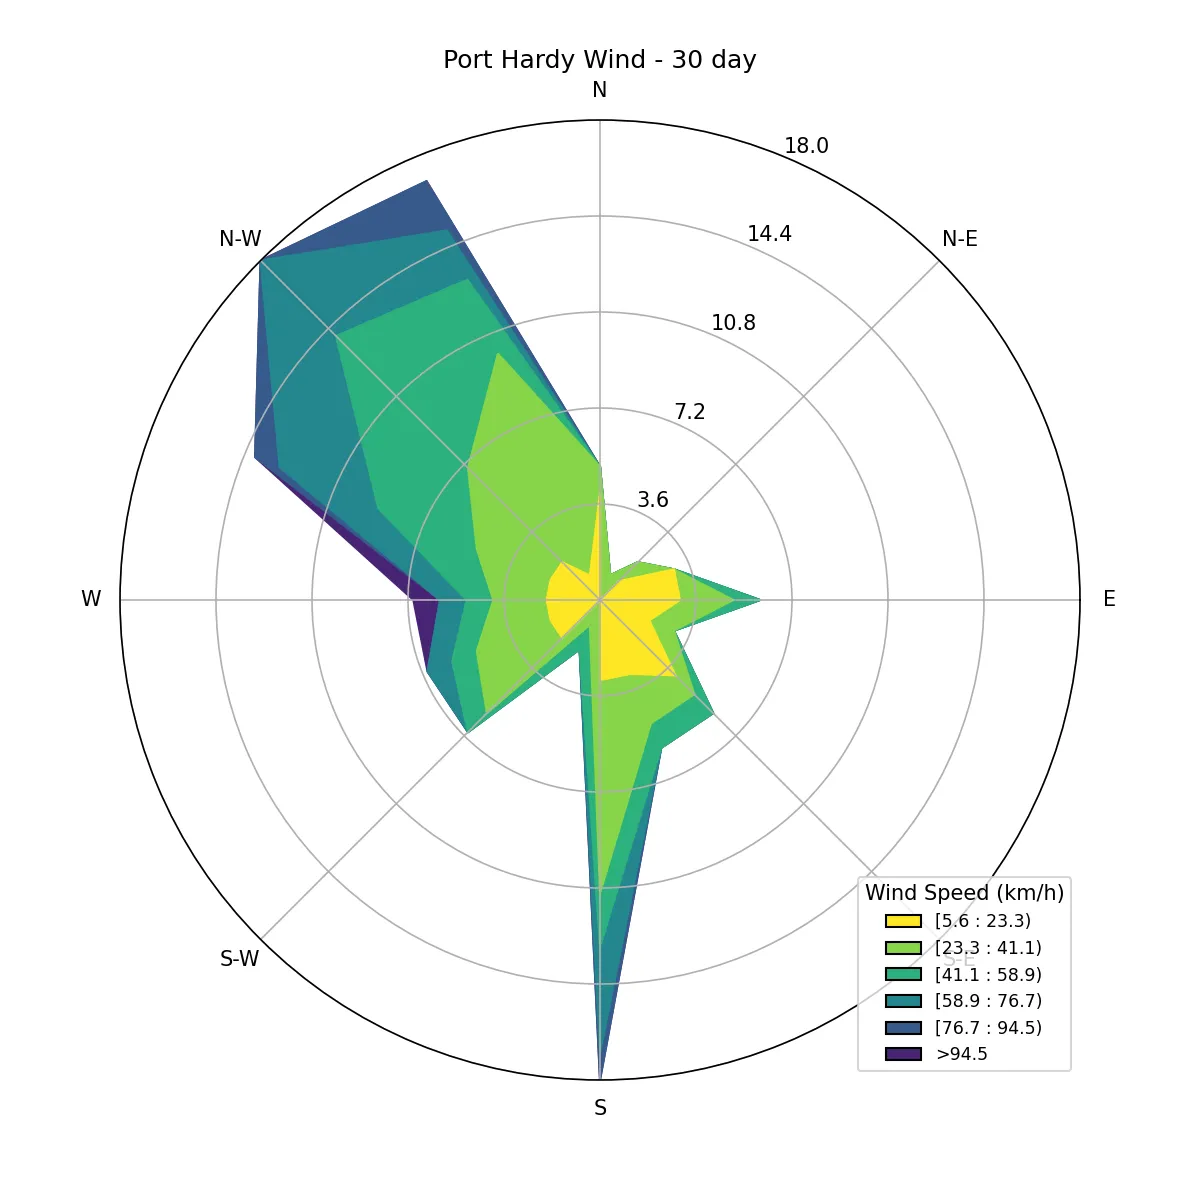 Port Hardy Wind - 30 day
N
18.0
N-W
14.4
N-E
10.8
7.2
3.6
W
E
S-W
S-E
S
Wind Speed (km/h)
[5.6 : 23.3)
[23.3 : 41.1)
[41.1 : 58.9)
[58.9 : 76.7)
[76.7 : 94.5)
>94.5